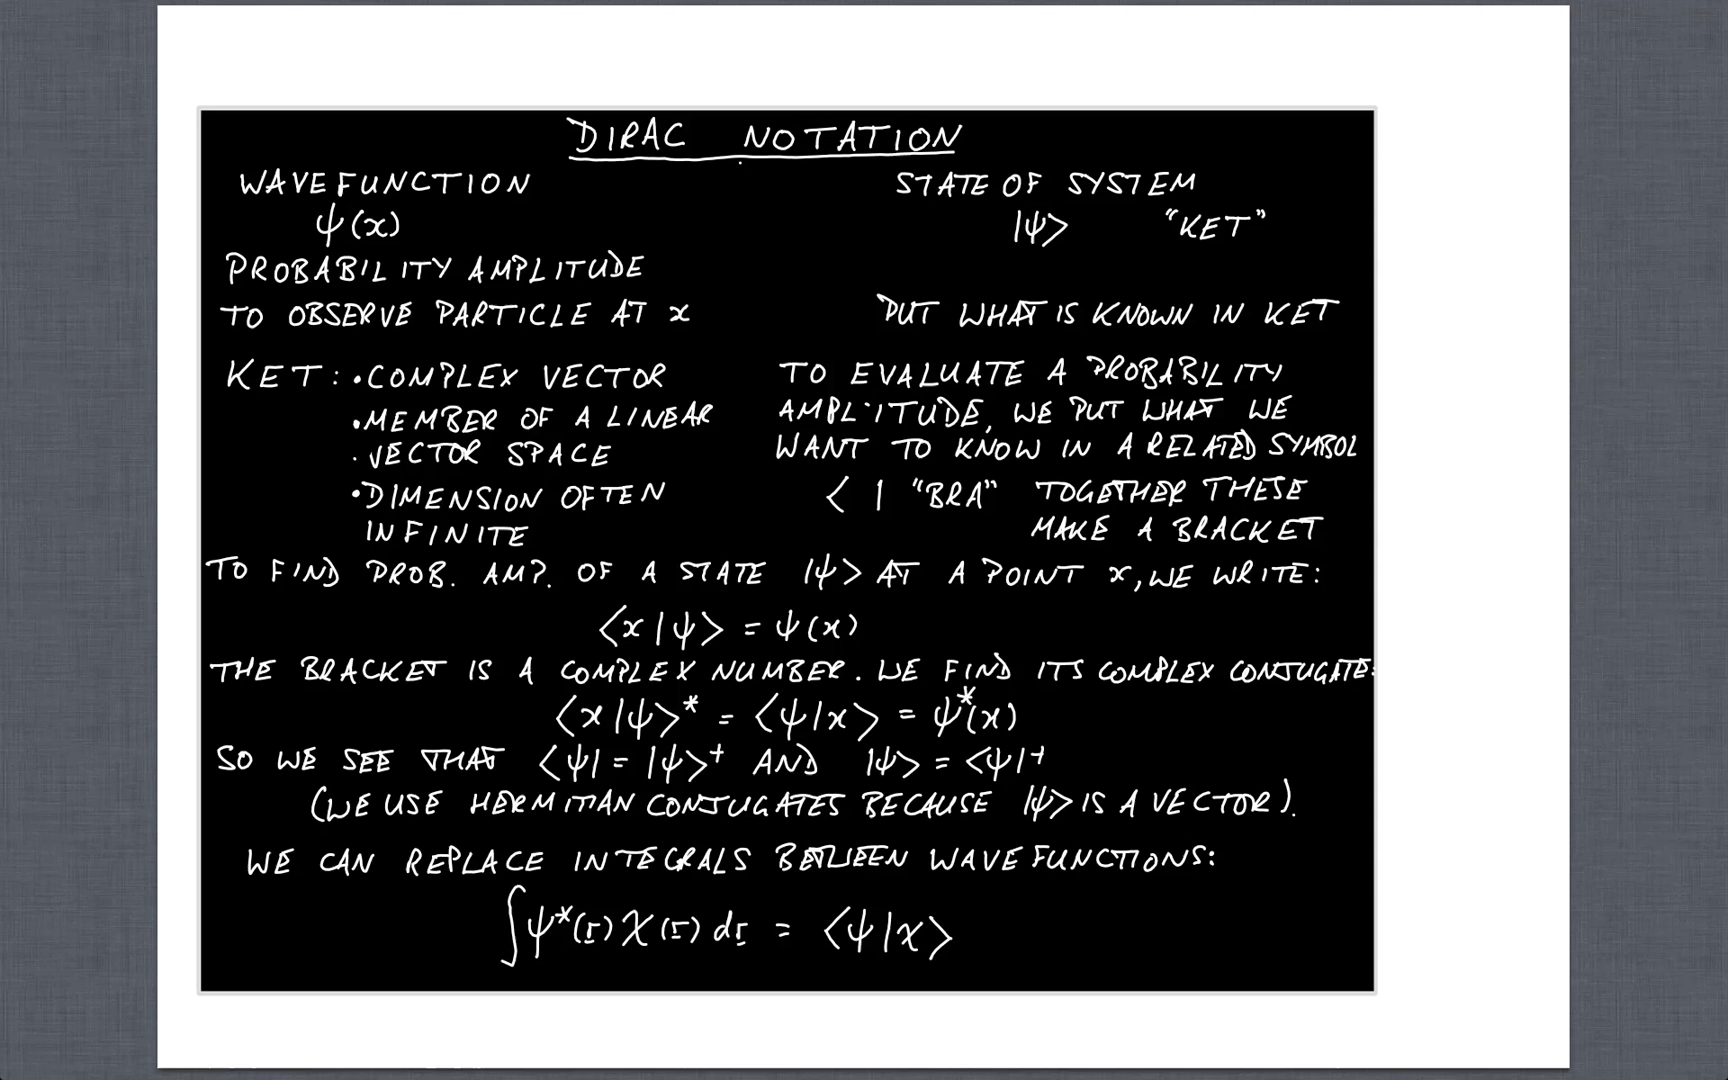 DIRAC NOTATION
WAVEFUNCTION
ψ(x)
PROBABILITY AMPLITUDE
TO OBSERVE PARTICLE AT x
STATE OF SYSTEM
|ψ> "KET"
PUT WHAT IS KNOWN IN KET
KET: •COMPLEX VECTOR
•MEMBER OF A LINEAR
. VECTOR SPACE
•DIMENSION OFTEN
INFINITE
TO EVALUATE A PROBABILITY
AMPLITUDE, WE PUT WHAT WE
WANT TO KNOW IN A RELATED SYMBOL
< | "BRA" TOGETHER THESE
MAKE A BRACKET
TO FIND PROB. AMP. OF A STATE |ψ> AT A POINT x, WE WRITE:
<x|ψ> = ψ(x)
THE BRACKET IS A COMPLEX NUMBER. WE FIND ITS COMPLEX CONJUGATE:
<x|ψ>* = <ψ|x> = ψ*(x)
SO WE SEE THAT <ψ| = |ψ>† AND |ψ> = <ψ|†
(WE USE HERMITIAN CONJUGATES BECAUSE |ψ> IS A VECTOR).
WE CAN REPLACE INTEGRALS BETWEEN WAVEFUNCTIONS:
∫ψ*(r)χ(r)dr = <ψ|χ>